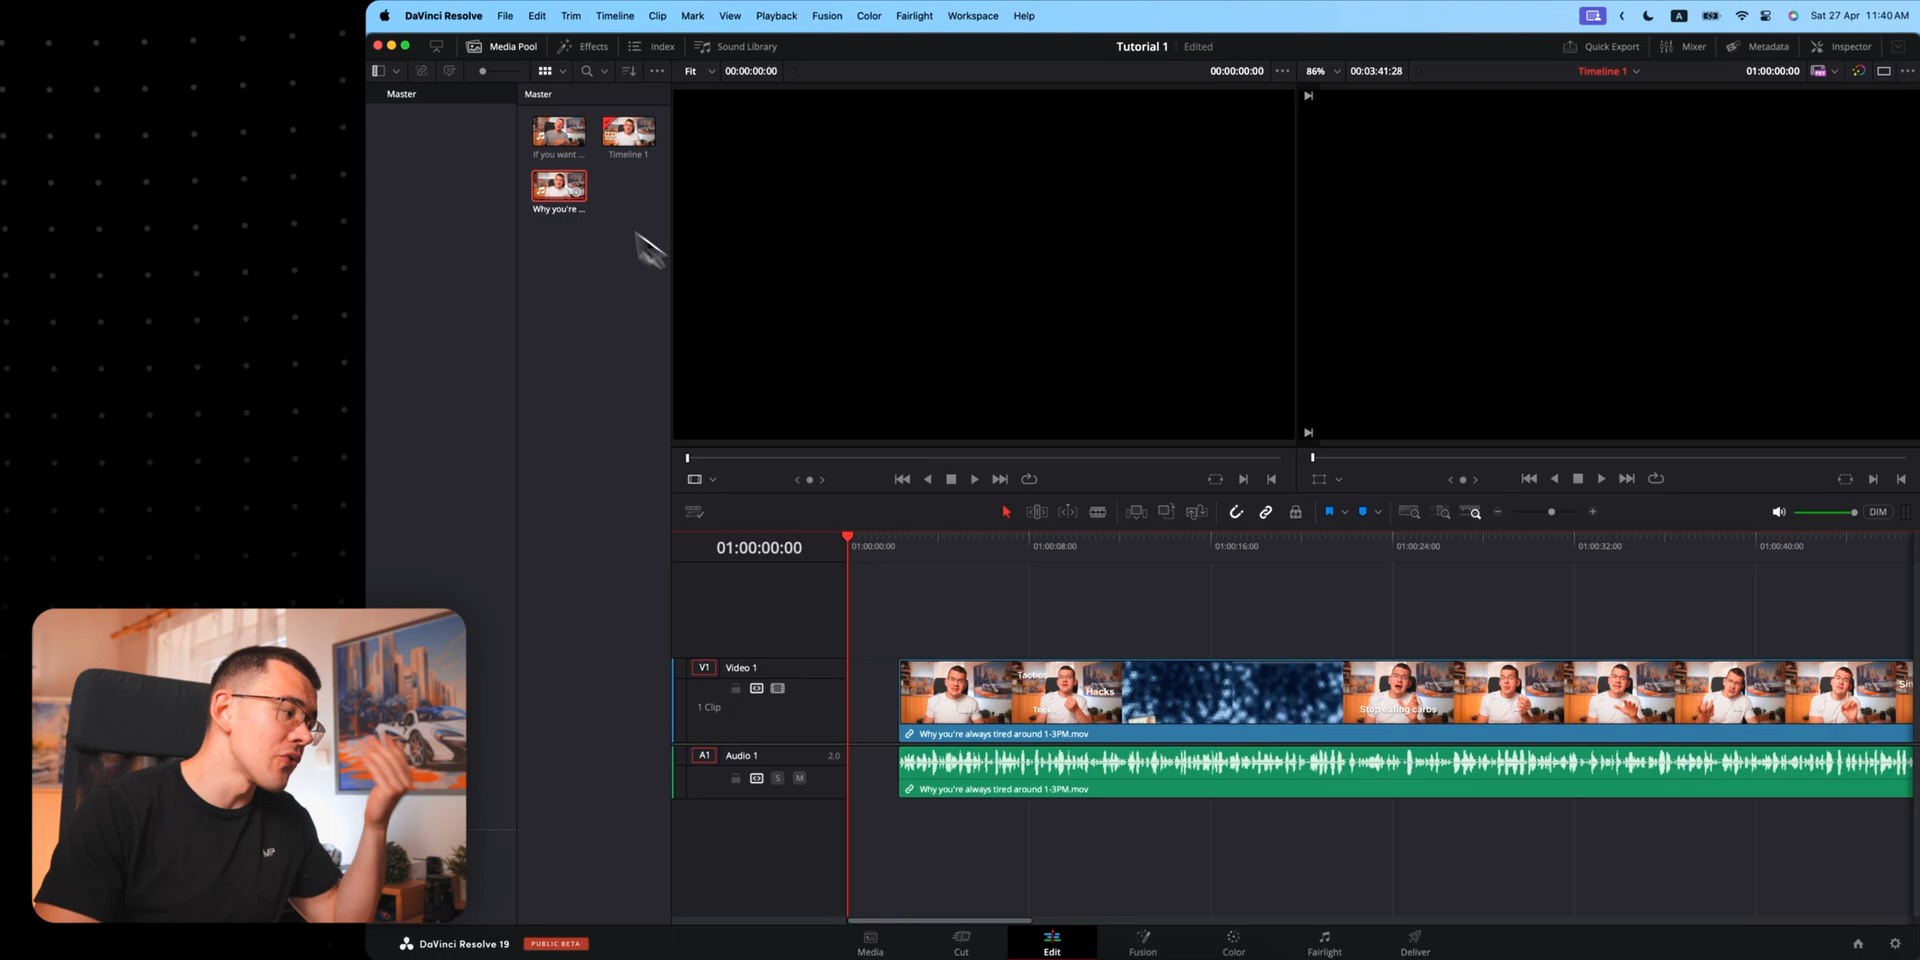 DaVinci Resolve File Edit Trim Timeline Clip Mark View Playback Fusion Color Fairlight Workspace Help A Sat 27 Apr 11:40 AM
Media Pool Effects Index Sound Library Tutorial 1 Edited Quick Export Mixer Metadata Inspector
Fit 00:00:00:00 00:00:00:00 86% 00:03:41:28 Timeline 1 01:00:00:00
Master Master
If you want ... Timeline 1
Why you're ...
DIM
01:00:00:00 01:00:00:00 01:00:08:00 01:00:16:00 01:00:24:00 01:00:32:00 01:00:40:00
V1 Video 1
Tactics
Hacks
Tricks
Stop eating carbs
1 Clip
Why you're always tired around 1-3PM.mov
A1 Audio 1 2.0
S M
Why you're always tired around 1-3PM.mov
MP
DaVinci Resolve 19 PUBLIC BETA
Media Cut Edit Fusion Color Fairlight Deliver